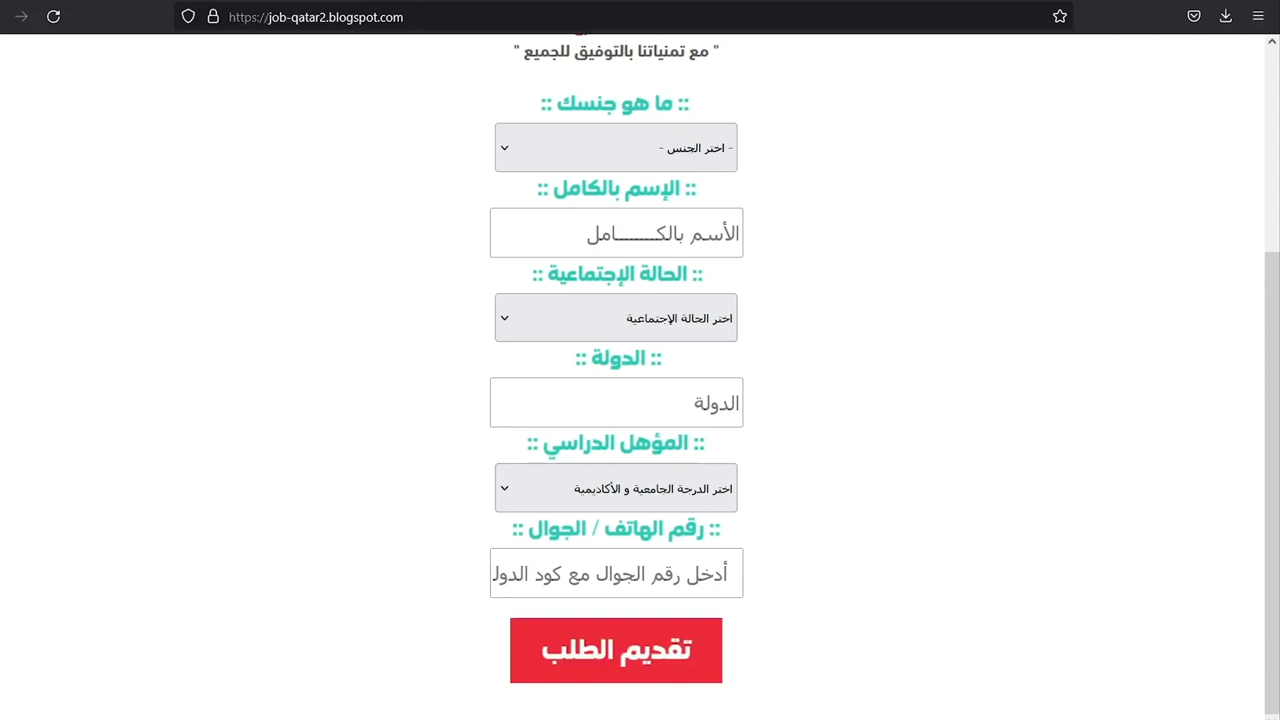 https://job-qatar2.blogspot.com
" مع تمنياتنا بالتوفيق للجميع "
:: ما هو جنسك ::
- اختر الجنس -
:: الإسم بالكامل ::
الأسم بالكــــــــامل
:: الحالة الإجتماعية ::
اختر الحالة الإجتماعية
:: الدولة ::
الدولة
:: المؤهل الدراسي ::
اختر الدرجة الجامعية و الأكاديمية
:: رقم الهاتف / الجوال ::
أدخل رقم الجوال مع كود الدول
تقديم الطلب